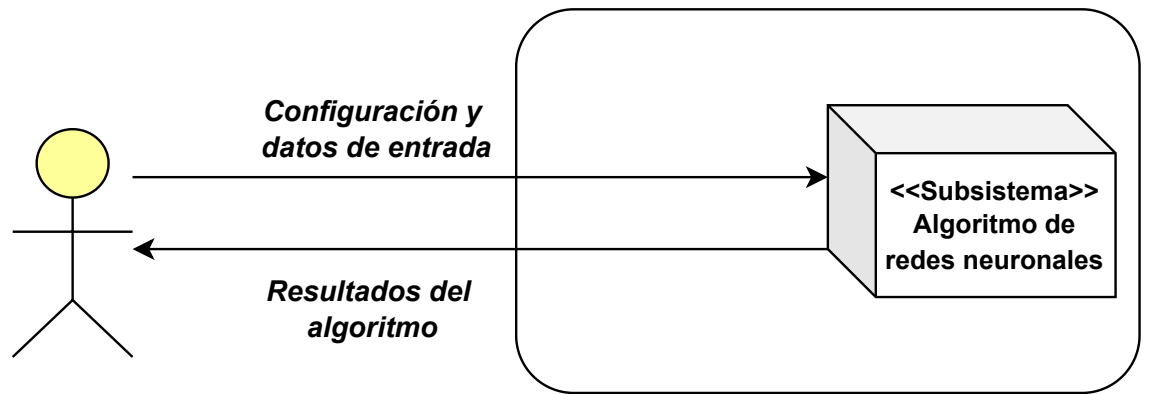 Configuración y
datos de entrada
<<Subsistema>>
Algoritmo de
redes neuronales
Resultados del
algoritmo